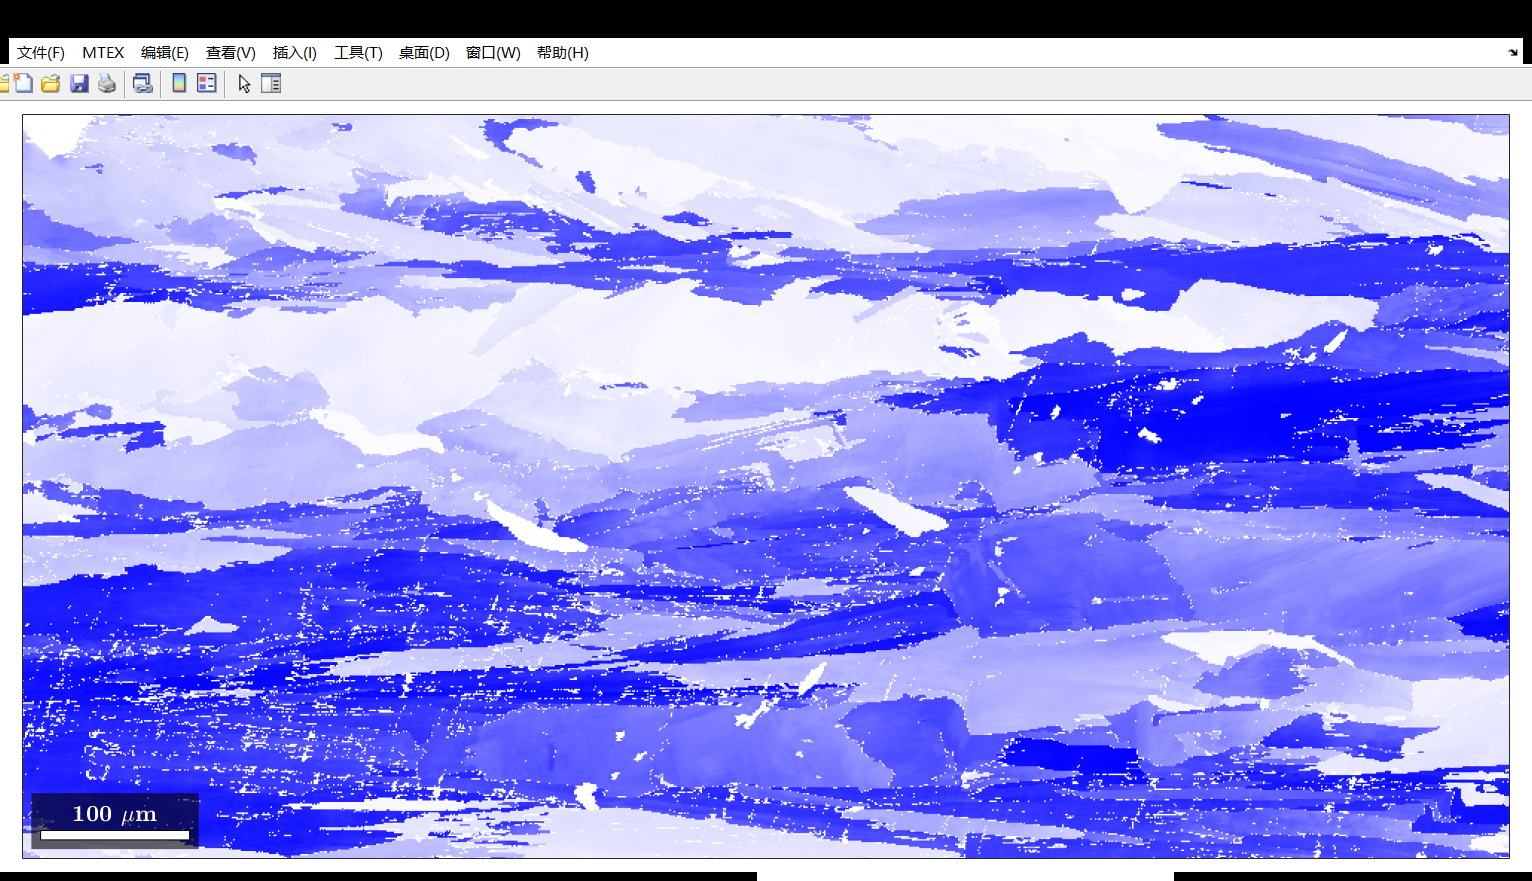 文件(F) MTEX 编辑(E) 查看(V) 插入(I) 工具(T) 桌面(D) 窗口(W) 帮助(H)
100 μm